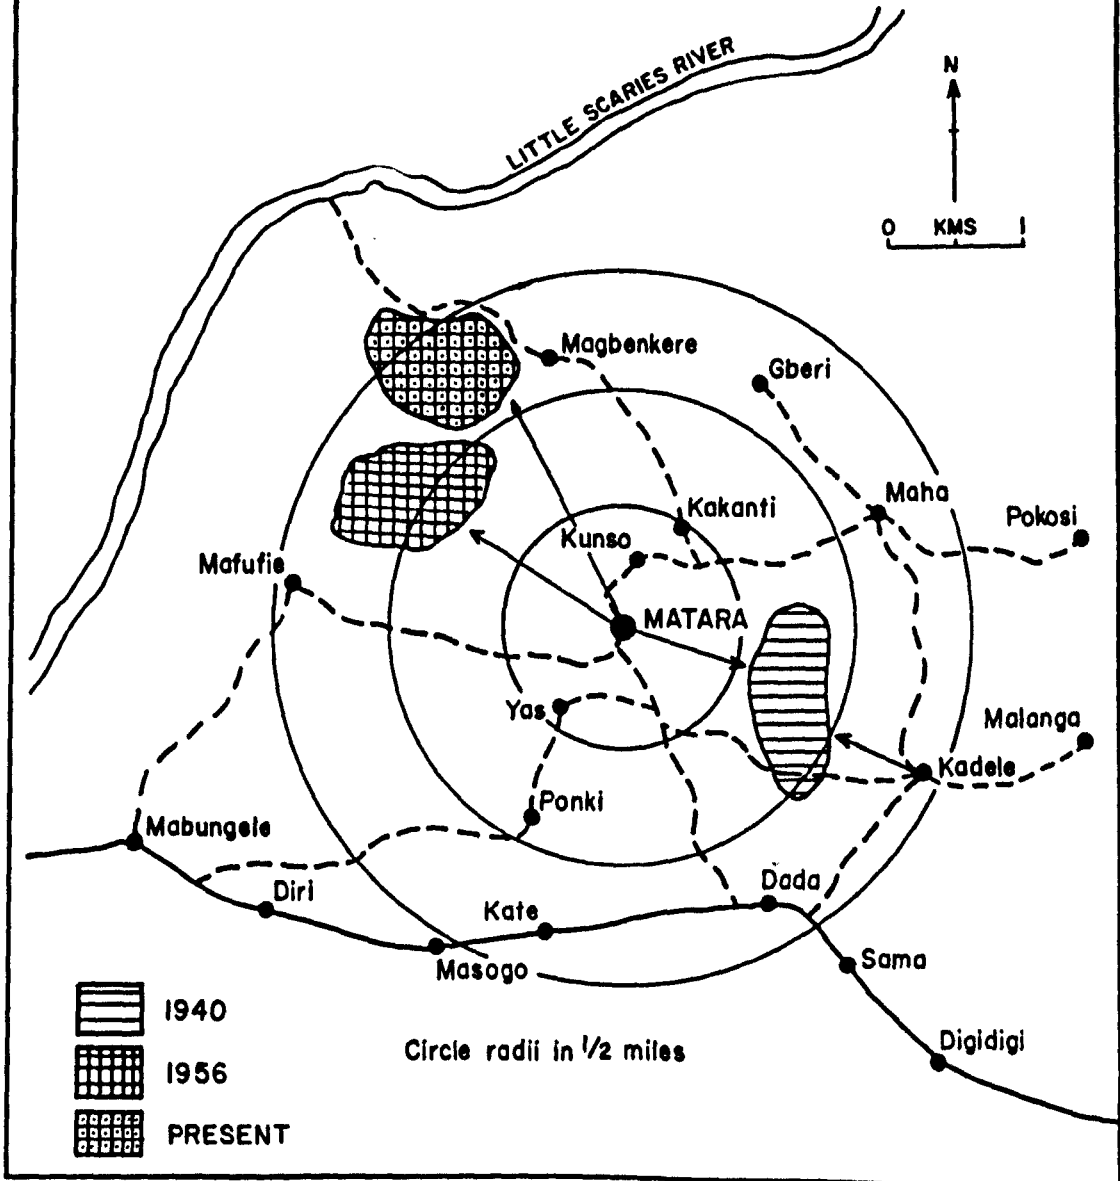 LITTLE SCARIES RIVER
N
0 KMS 1
Magbenkere
Gberi
Maha
Kakanti
Pokosi
Kunso
Mafufie
MATARA
Yas
Malanga
Kadele
Ponki
Mabungele
Dada
Diri
Kate
Masogo
Sama
1940
Circle radii in 1/2 miles
Digidigi
1956
PRESENT